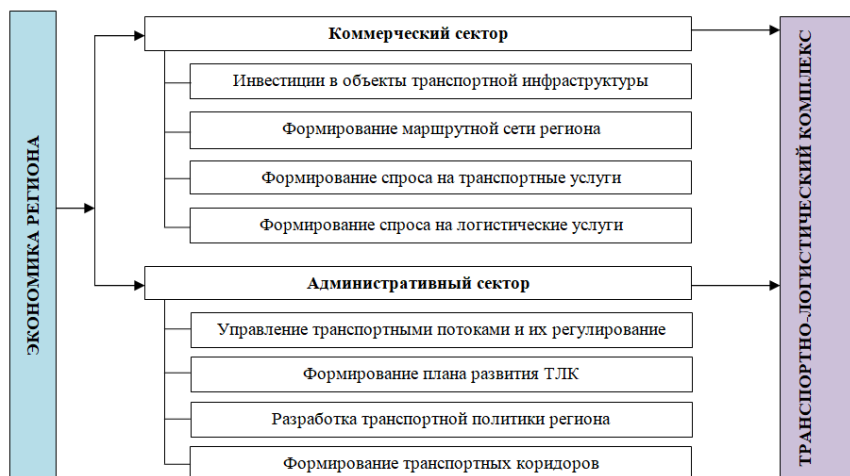 ЭКОНОМИКА РЕГИОНА
Коммерческий сектор
Инвестиции в объекты транспортной инфраструктуры
Формирование маршрутной сети региона
Формирование спроса на транспортные услуги
Формирование спроса на логистические услуги
Административный сектор
Управление транспортными потоками и их регулирование
Формирование плана развития ТЛК
Разработка транспортной политики региона
Формирование транспортных коридоров
ТРАНСПОРТНО-ЛОГИСТИЧЕСКИЙ КОМПЛЕКС